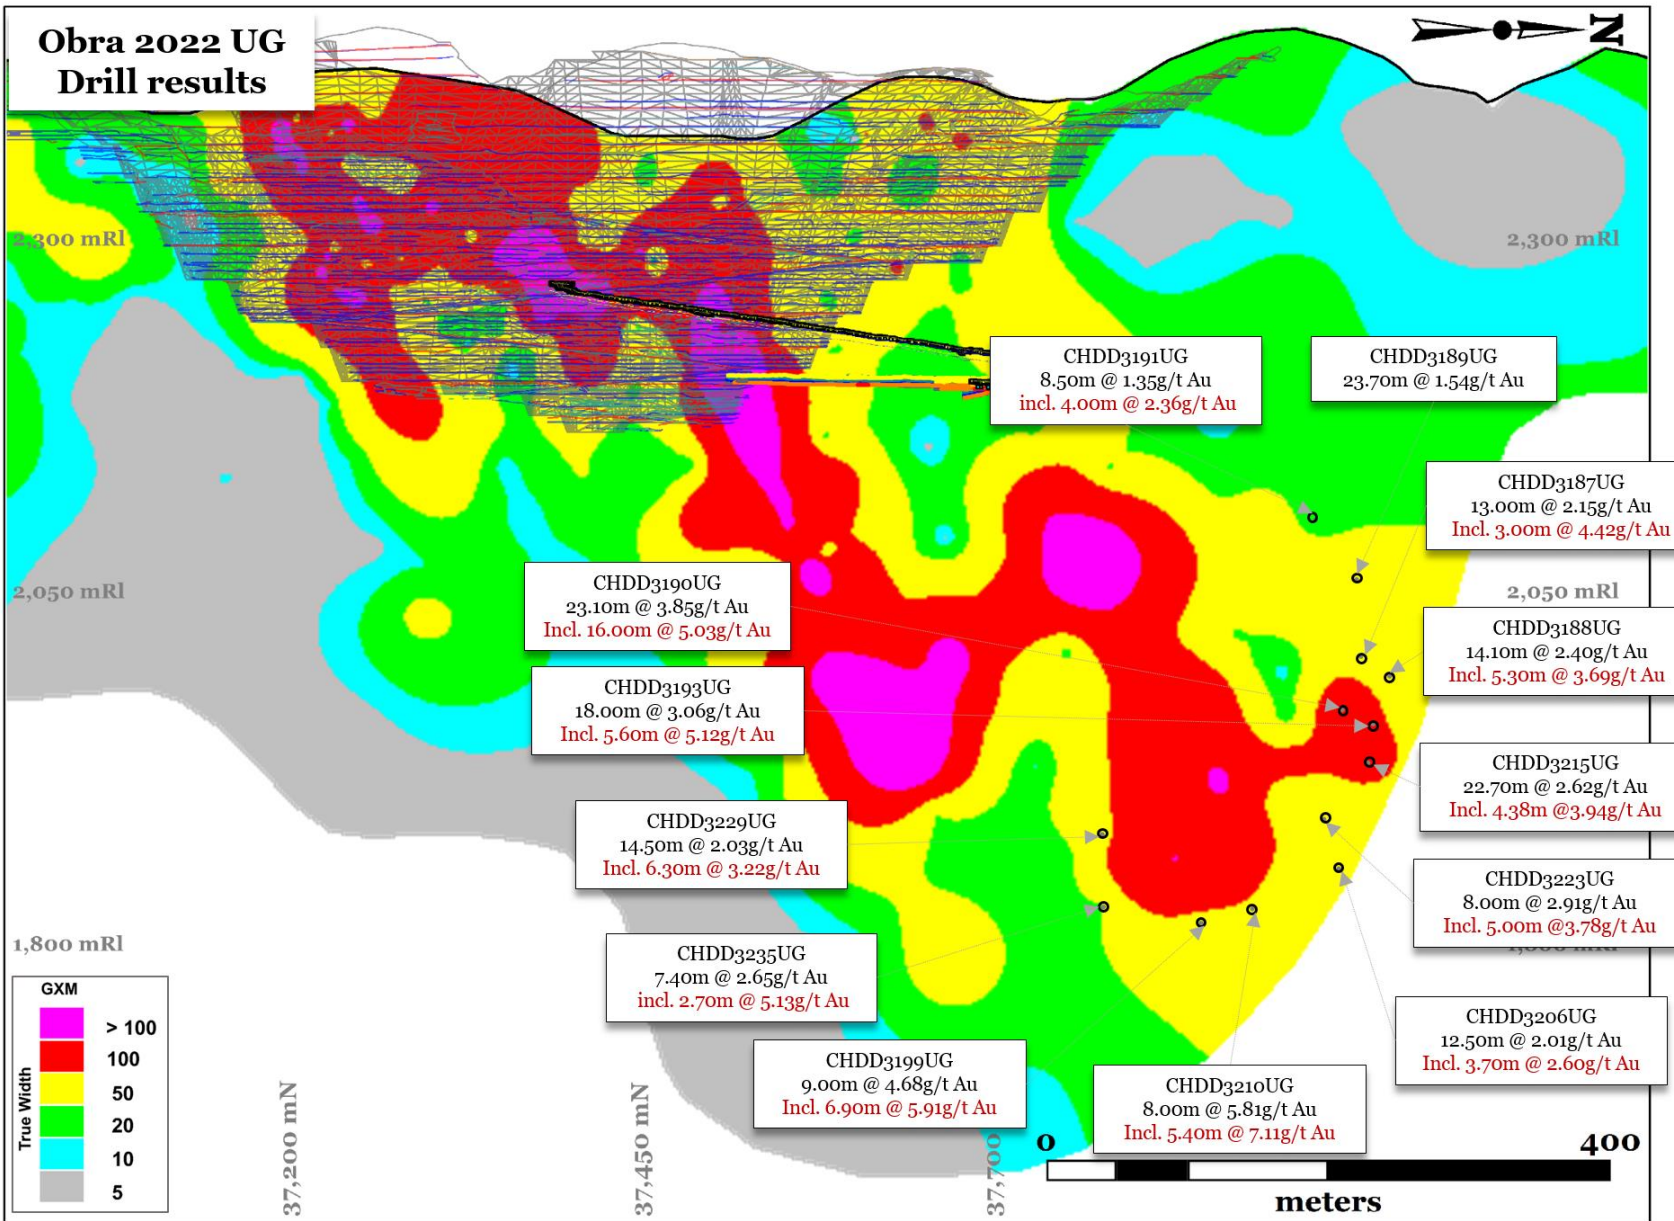 Obra 2022 UG
Drill results
N
2,300 mRl
2,300 mRl
CHDD3191UG
8.50m @ 1.35g/t Au
incl. 4.00m @ 2.36g/t Au
CHDD3189UG
23.70m @ 1.54g/t Au
CHDD3187UG
13.00m @ 2.15g/t Au
Incl. 3.00m @ 4.42g/t Au
2,050 mRl
2,050 mRl
CHDD3190UG
23.10m @ 3.85g/t Au
Incl. 16.00m @ 5.03g/t Au
CHDD3188UG
14.10m @ 2.40g/t Au
Incl. 5.30m @ 3.69g/t Au
CHDD3193UG
18.00m @ 3.06g/t Au
Incl. 5.60m @ 5.12g/t Au
CHDD3215UG
22.70m @ 2.62g/t Au
Incl. 4.38m @3.94g/t Au
CHDD3229UG
14.50m @ 2.03g/t Au
Incl. 6.30m @ 3.22g/t Au
CHDD3223UG
8.00m @ 2.91g/t Au
Incl. 5.00m @3.78g/t Au
1,800 mRl
CHDD3235UG
7.40m @ 2.65g/t Au
incl. 2.70m @ 5.13g/t Au
CHDD3206UG
12.50m @ 2.01g/t Au
Incl. 3.70m @ 2.60g/t Au
CHDD3199UG
9.00m @ 4.68g/t Au
Incl. 6.90m @ 5.91g/t Au
CHDD3210UG
8.00m @ 5.81g/t Au
Incl. 5.40m @ 7.11g/t Au
GXM
True Width
> 100
100
50
20
10
5
37,200 mN
37,450 mN
37,700 mN
0
400
meters